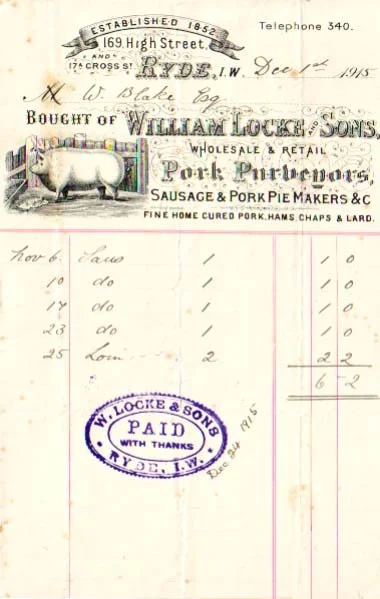 ESTABLISHED 1852
Telephone 340.
169, High Street,
AND
17A CROSS ST.
RYDE, I.W. Dec 1st 1915
M W. Blake Esq
BOUGHT OF WILLIAM LOCKE AND SONS,
WHOLESALE & RETAIL
Pork Purveyors,
SAUSAGE & PORK PIE MAKERS &C
FINE HOME CURED PORK, HAMS, CHAPS & LARD.
Nov 6 Saus 1 1 0
10 do 1 1 0
17 do 1 1 0
23 do 1 1 0
25 Loin 2 2 2
6 - 2
W. LOCKE & SONS
PAID
WITH THANKS
RYDE, I.W.
Dec 24 1915